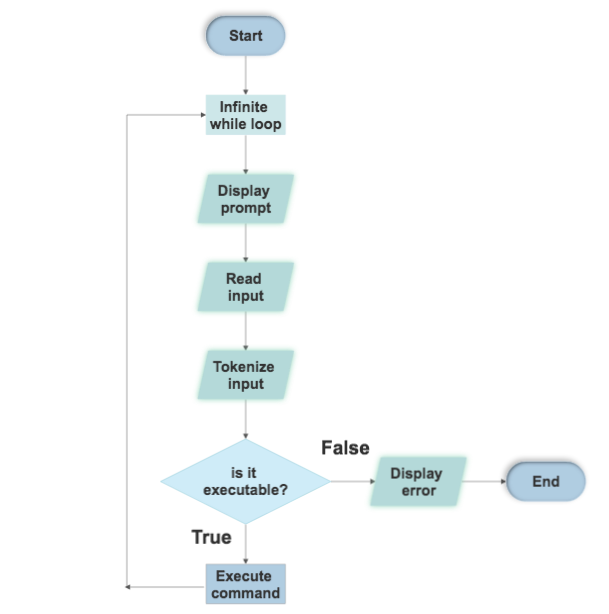 Start
Infinite
while loop
Display
prompt
Read
input
Tokenize
input
False
is it
executable?
Display
error
End
True
Execute
command